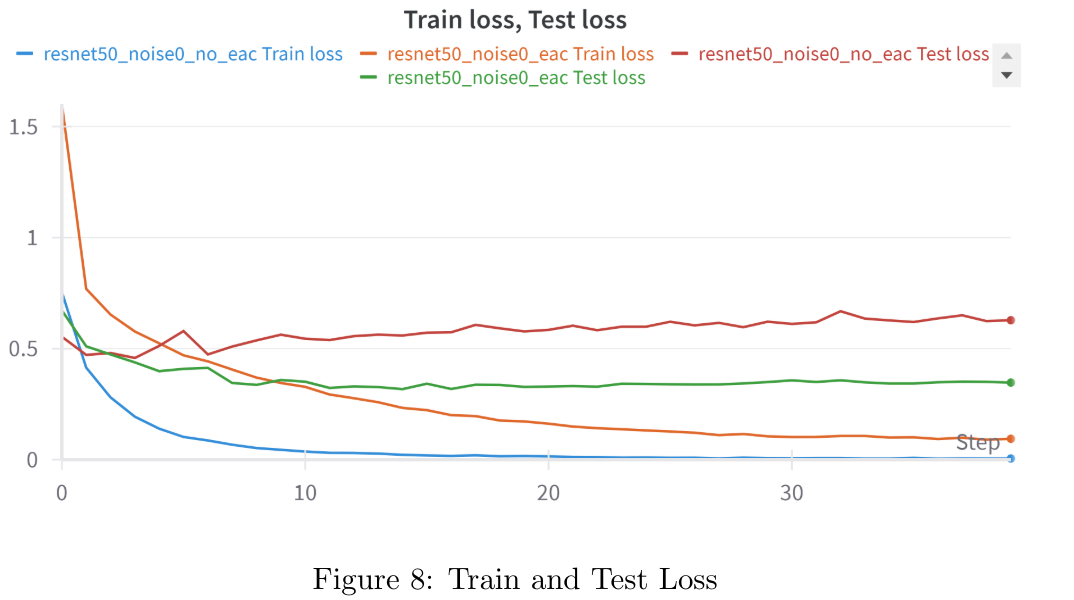 Train loss, Test loss
resnet50_noise0_no_eac Train loss resnet50_noise0_eac Train loss resnet50_noise0_no_eac Test loss
resnet50_noise0_eac Test loss
1.5
1
0.5
0
Step
0 10 20 30
Figure 8: Train and Test Loss